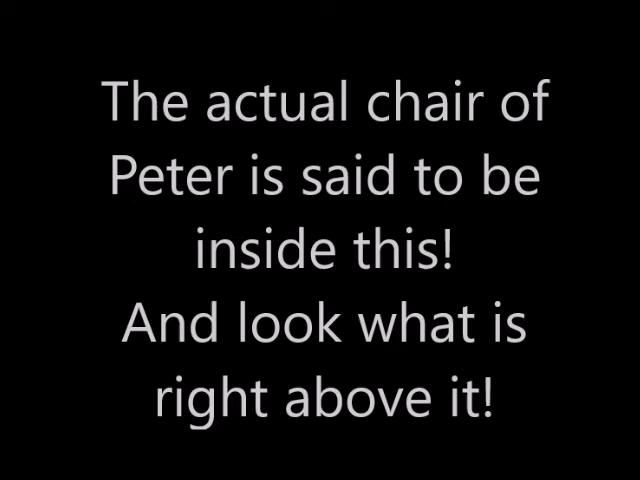 The actual chair of
Peter is said to be
inside this!
And look what is
right above it!